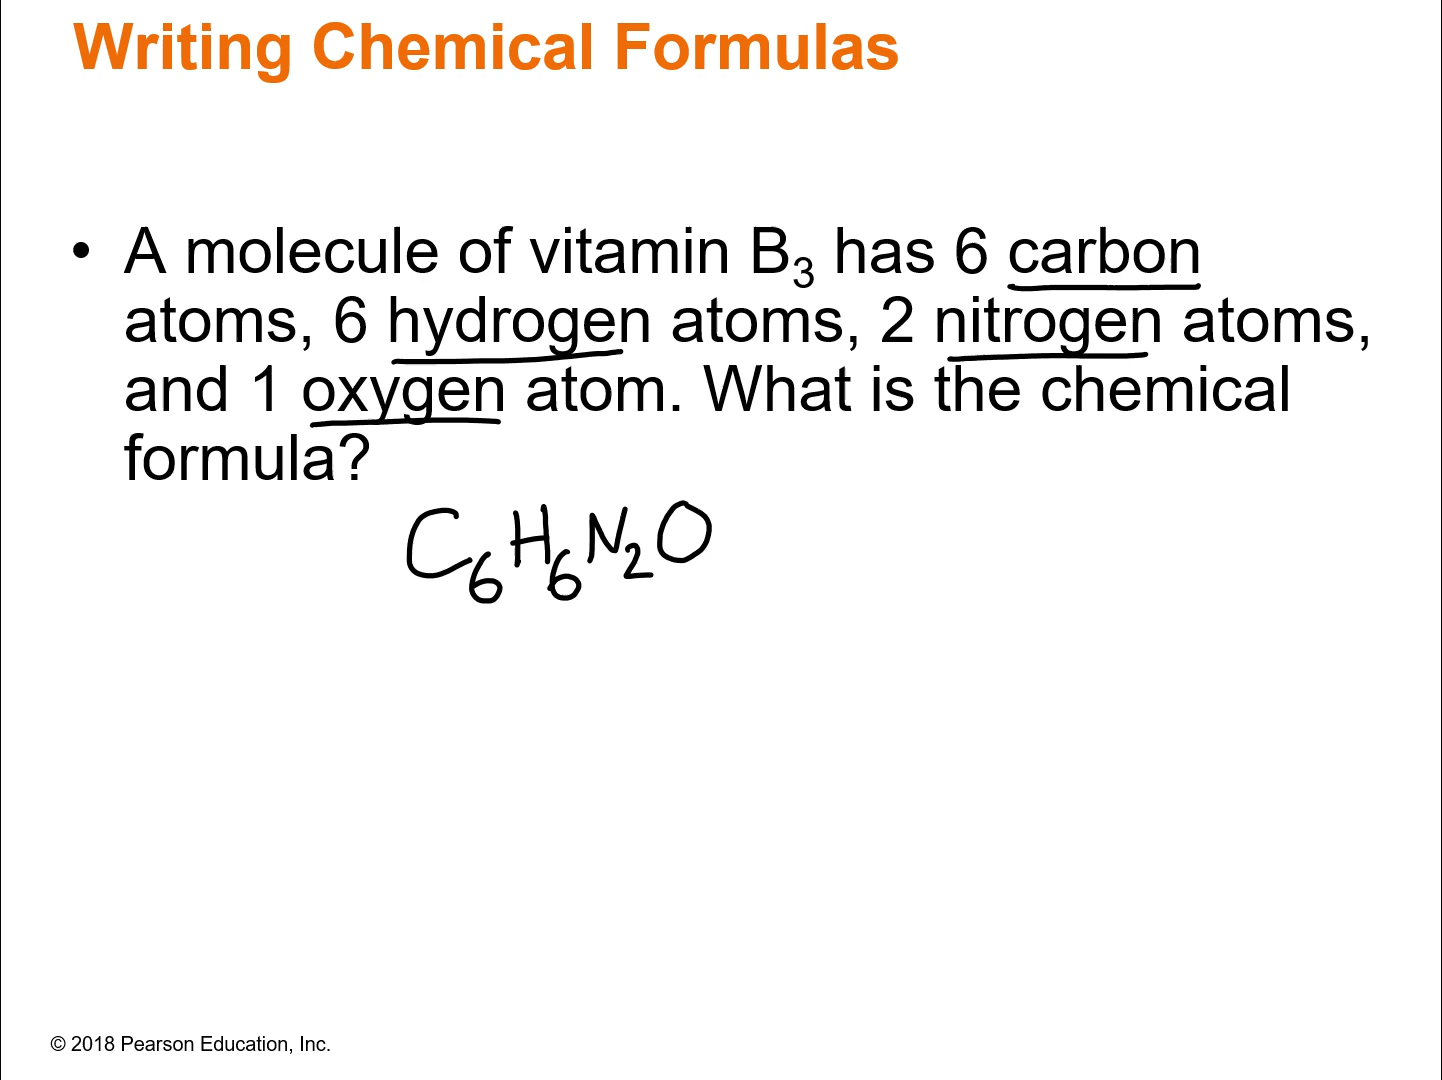 Writing Chemical Formulas
• A molecule of vitamin B₃ has 6 carbon
atoms, 6 hydrogen atoms, 2 nitrogen atoms,
and 1 oxygen atom. What is the chemical
formula?
C₆H₆N₂O
© 2018 Pearson Education, Inc.